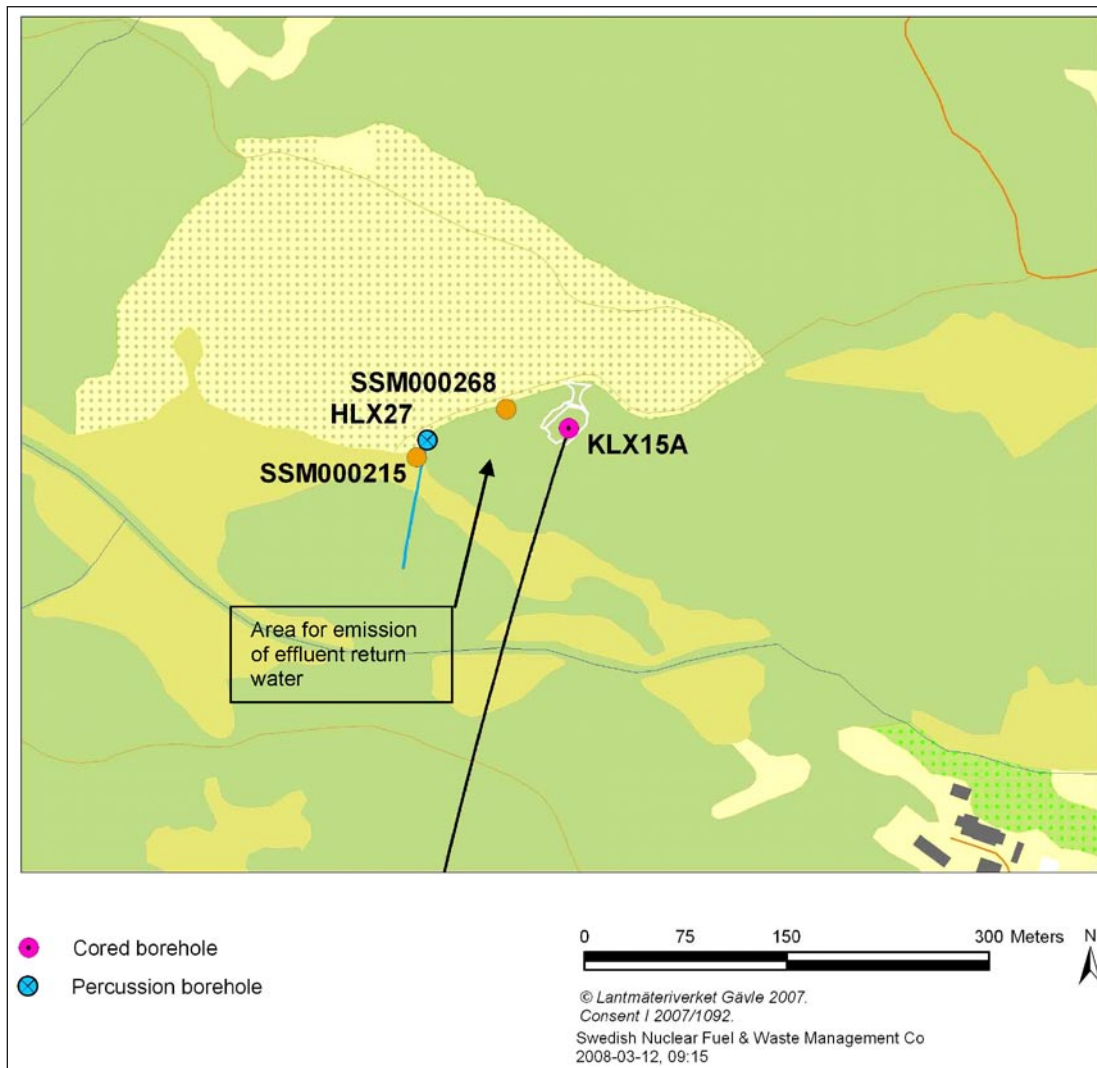 SSM000268
HLX27
KLX15A
SSM000215
Area for emission
of effluent return
water
Cored borehole
Percussion borehole
0 75 150 300 Meters N
© Lantmäteriverket Gävle 2007.
Consent I 2007/1092.
Swedish Nuclear Fuel & Waste Management Co
2008-03-12, 09:15